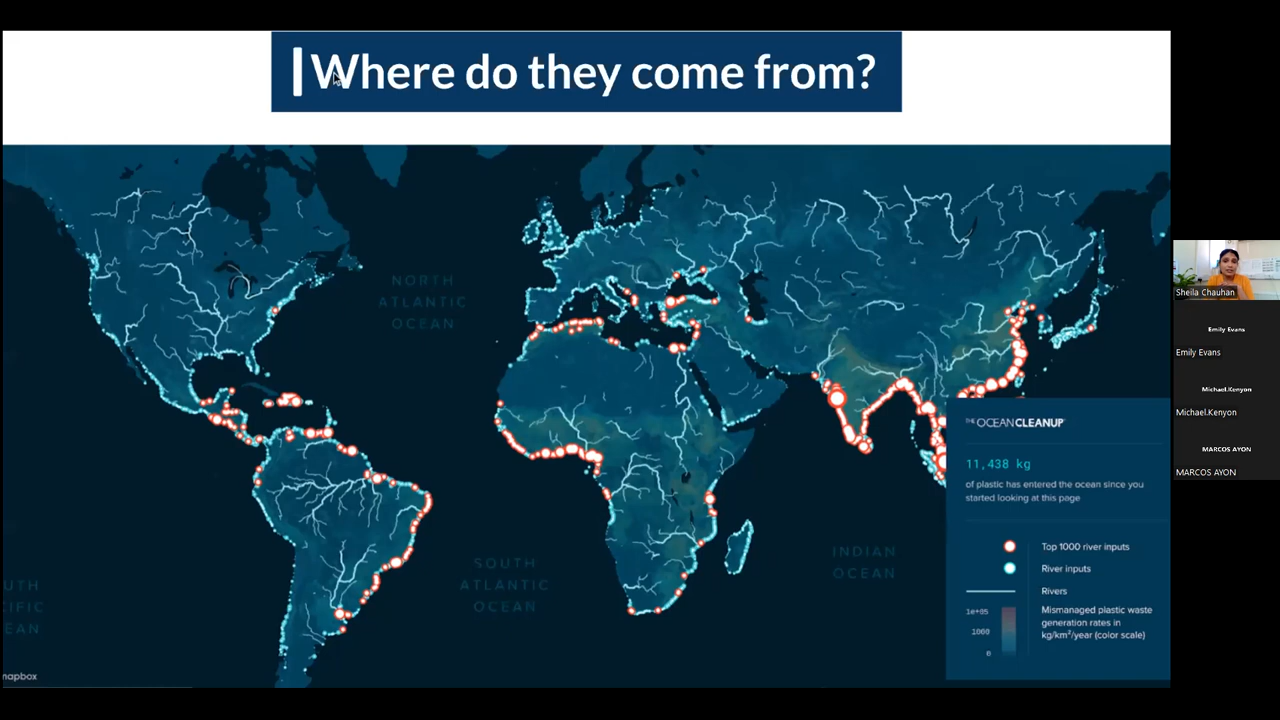 Where do they come from?
NORTH
ATLANTIC
OCEAN
SOUTH
ATLANTIC
OCEAN
INDIAN
OCEAN
UTH
IFIC
EAN
mapbox
THE OCEAN CLEANUP
11,438 kg
of plastic has entered the ocean since you
started looking at this page
Top 1000 river inputs
River inputs
Rivers
1e+05
1000
0
Mismanaged plastic waste
generation rates in
kg/km²/year (color scale)
Sheila Chauhan
Emily Evans
Emily Evans
Michael.Kenyon
Michael.Kenyon
MARCOS AYON
MARCOS AYON